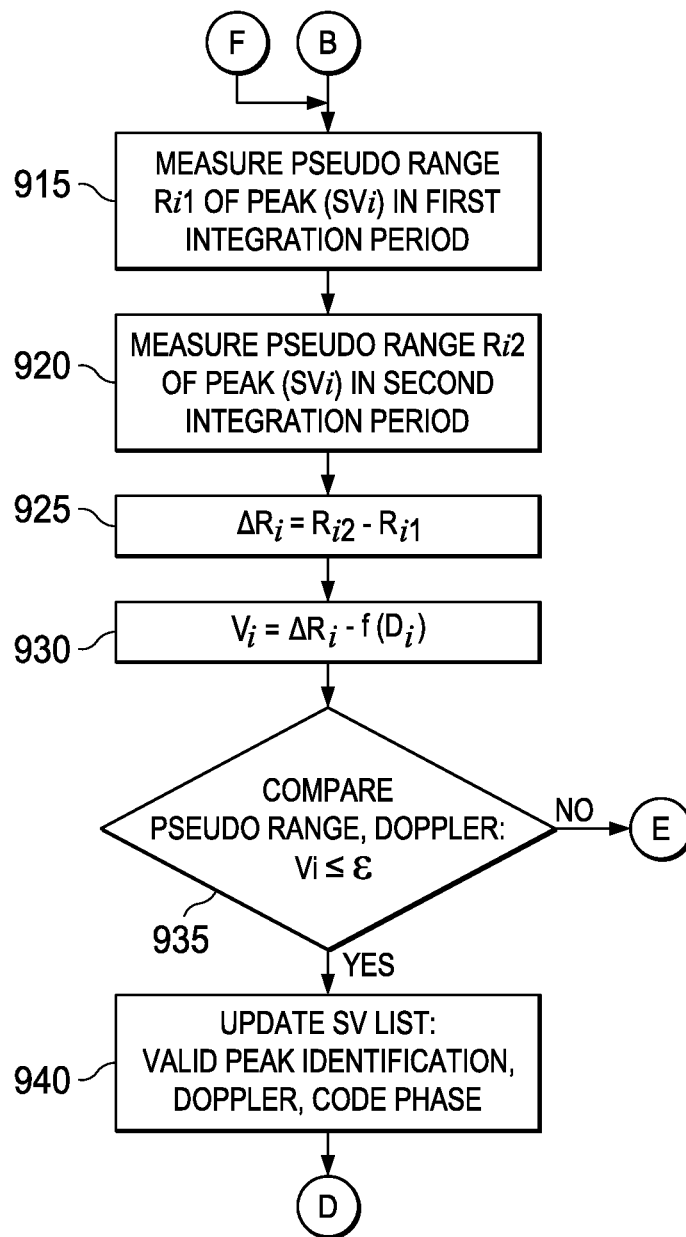 F B
915
MEASURE PSEUDO RANGE
Ri1 OF PEAK (SVi) IN FIRST
INTEGRATION PERIOD
920
MEASURE PSEUDO RANGE Ri2
OF PEAK (SVi) IN SECOND
INTEGRATION PERIOD
925
ΔRi = Ri2 - Ri1
930
Vi = ΔRi - f (Di)
COMPARE
PSEUDO RANGE, DOPPLER:
Vi ≤ ε
NO
E
935
YES
940
UPDATE SV LIST:
VALID PEAK IDENTIFICATION,
DOPPLER, CODE PHASE
D